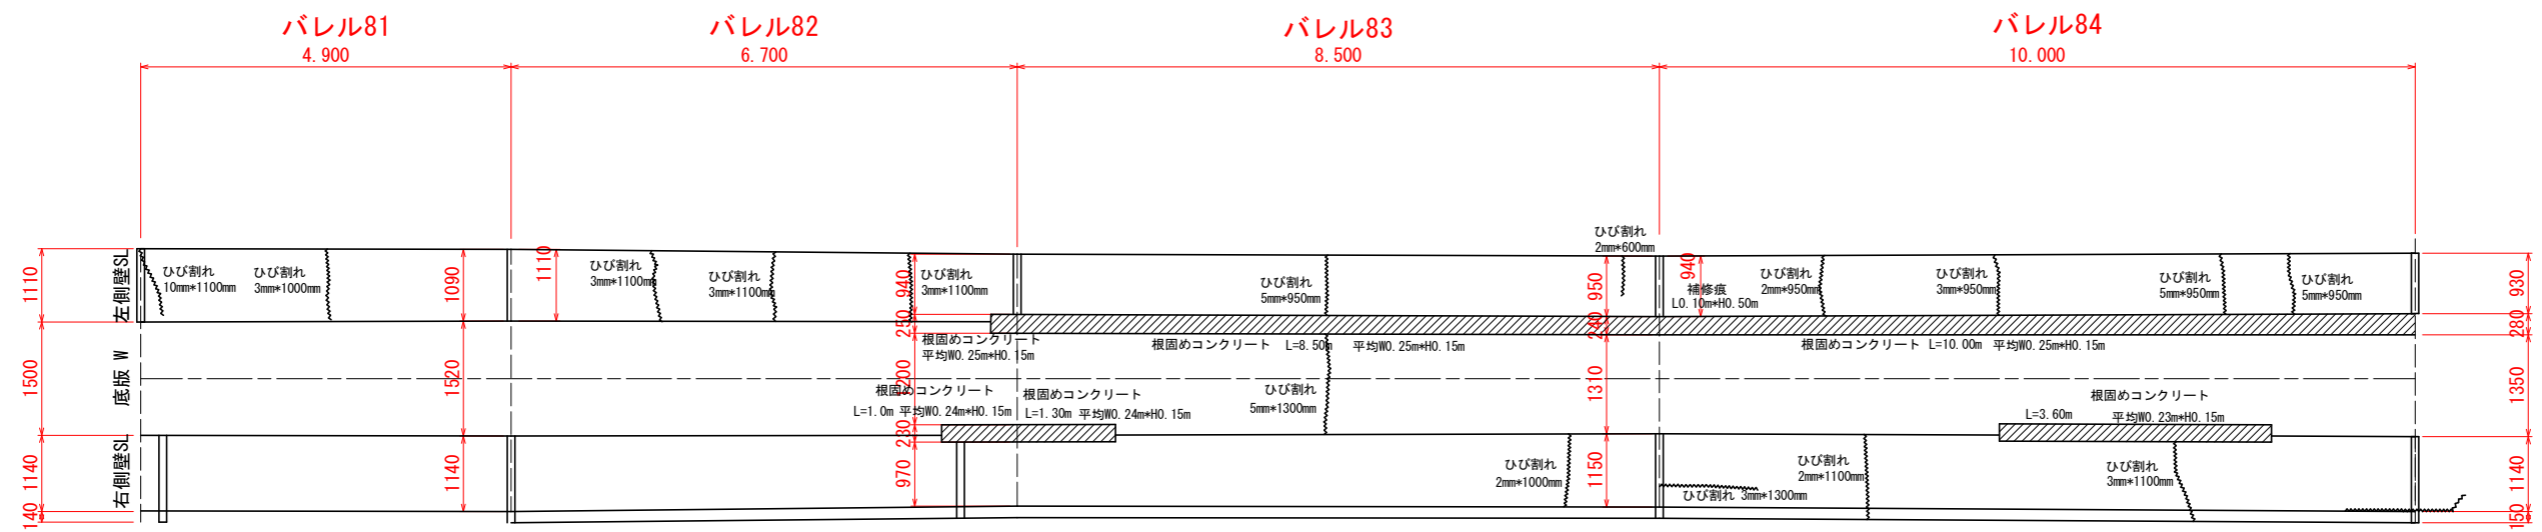 バレル81
バレル82
バレル83
バレル84
4.900
6.700
8.500
10.000
左側壁SL
底版 W
右側壁SL
1110
1500
1140
140
ひび割れ
10mm*1100mm
ひび割れ
3mm*1000mm
1090
1520
1140
1110
ひび割れ
3mm*1100mm
ひび割れ
3mm*1100mm
940
250
1200
230
970
ひび割れ
3mm*1100mm
根固めコンクリート
平均W0.25m*H0.15m
根固めコンクリート
L=1.0m 平均W0.24m*H0.15m
根固めコンクリート
L=1.30m 平均W0.24m*H0.15m
ひび割れ
5mm*950mm
根固めコンクリート L=8.50m 平均W0.25m*H0.15m
ひび割れ
5mm*1300mm
ひび割れ
2mm*600mm
950
240
1310
1150
ひび割れ
2mm*1000mm
940
補修痕
L0.10m*H0.50m
ひび割れ
2mm*950mm
ひび割れ
3mm*950mm
ひび割れ
5mm*950mm
ひび割れ
5mm*950mm
根固めコンクリート L=10.00m 平均W0.25m*H0.15m
根固めコンクリート
L=3.60m 平均W0.23m*H0.15m
ひび割れ
2mm*1100mm
ひび割れ 3mm*1300mm
ひび割れ
3mm*1100mm
930
280
1350
1140
150